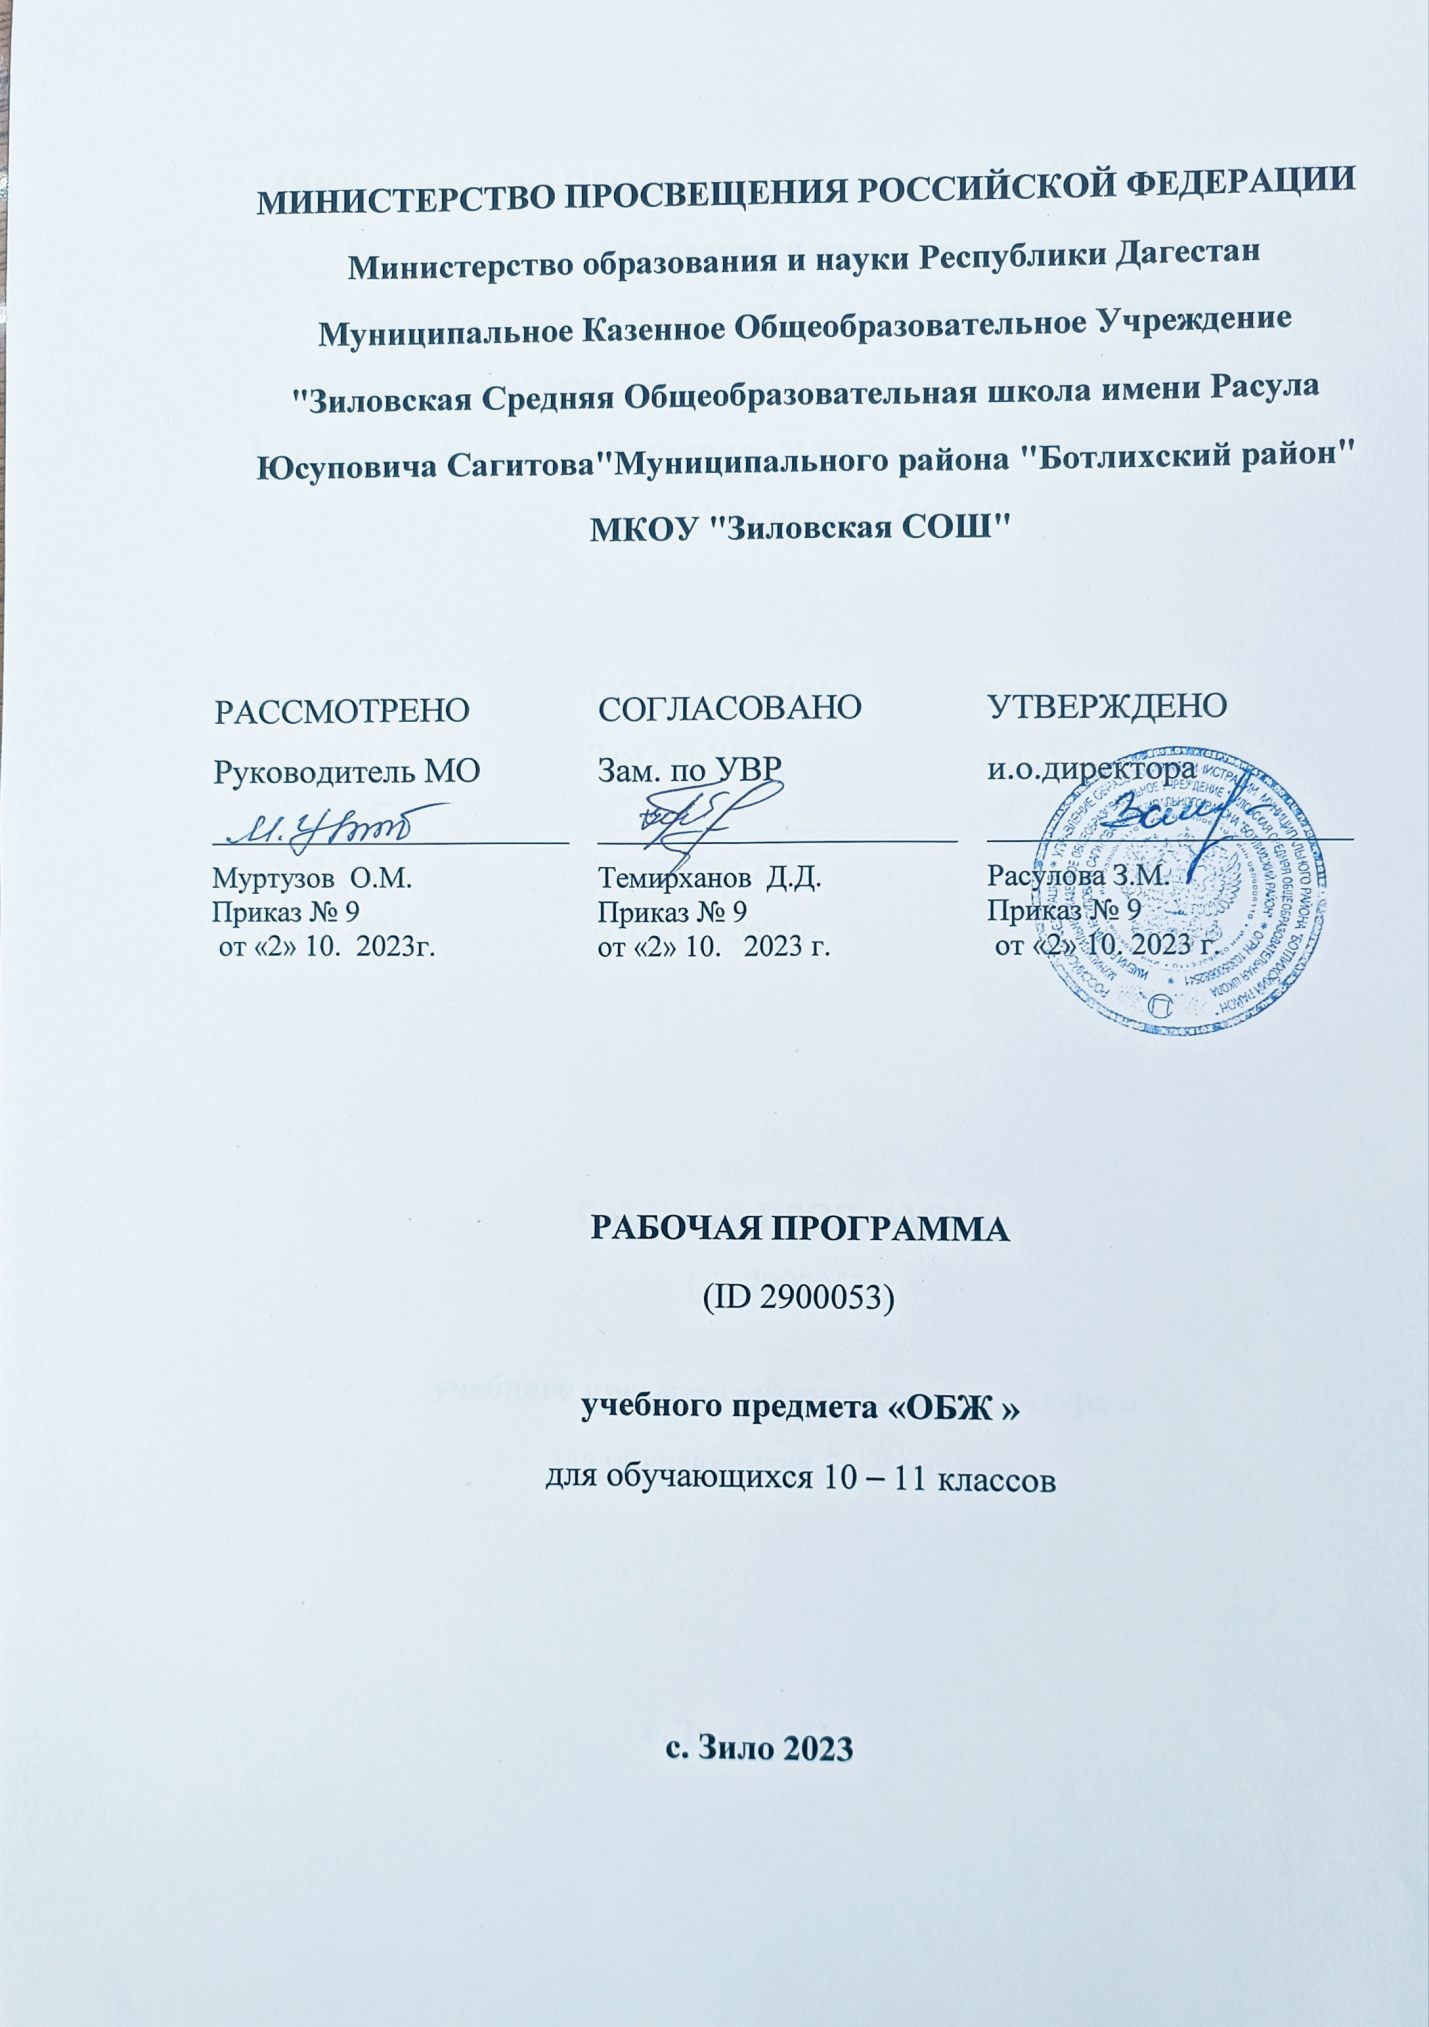 МИНИСТЕРСТВО ПРОСВЕЩЕНИЯ РОССИЙСКОЙ ФЕДЕРАЦИИ
Министерство образования и науки Республики Дагестан
Муниципальное Казенное Общеобразовательное Учреждение
"Зиловская Средняя Общеобразовательная школа имени Расула
Юсуповича Сагитова"Муниципального района "Ботлихский район"
МКОУ "Зиловская СОШ"
РАССМОТРЕНО
Руководитель МО
Муртузов О.М.
Приказ № 9
от «2» 10. 2023г.
СОГЛАСОВАНО
Зам. по УВР
Темирханов Д.Д.
Приказ № 9
от «2» 10. 2023 г.
УТВЕРЖДЕНО
и.о.директора
Расулова З.М.
Приказ № 9
от «2» 10. 2023 г.
РАБОЧАЯ ПРОГРАММА
(ID 2900053)
учебного предмета «ОБЖ »
для обучающихся 10 – 11 классов
с. Зило 2023